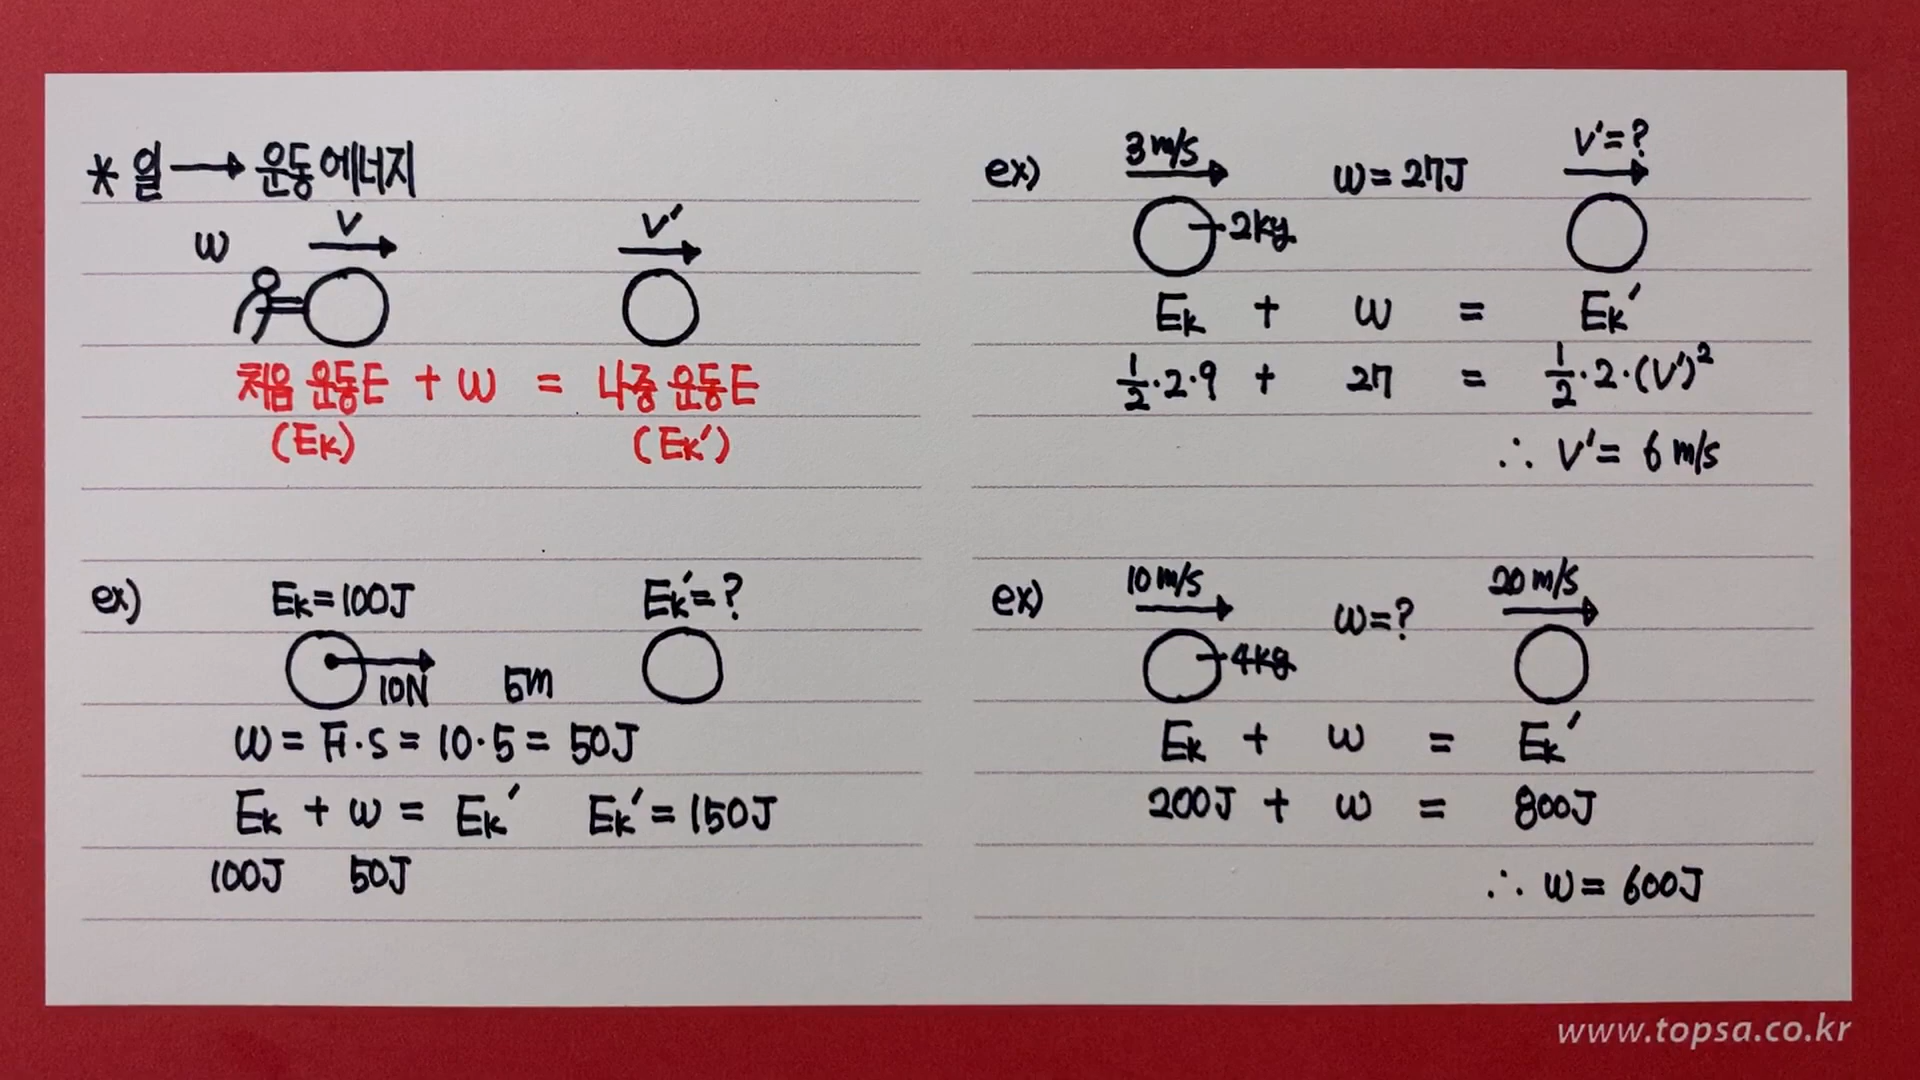 * 일 → 운동에너지
w v v'
처음 운동E + w = 나중 운동E
(Ek) (Ek')
ex) Ek=100J Ek'=?
10N 5m
w = F·s = 10·5 = 50J
Ek + w = Ek' Ek' = 150J
100J 50J
ex) 3m/s w=27J v'=?
2kg
Ek + w = Ek'
½·2·9 + 27 = ½·2·(v')²
∴ v' = 6 m/s
ex) 10m/s w=? 20m/s
4kg
Ek + w = Ek'
200J + w = 800J
∴ w = 600J
www.topsa.co.kr